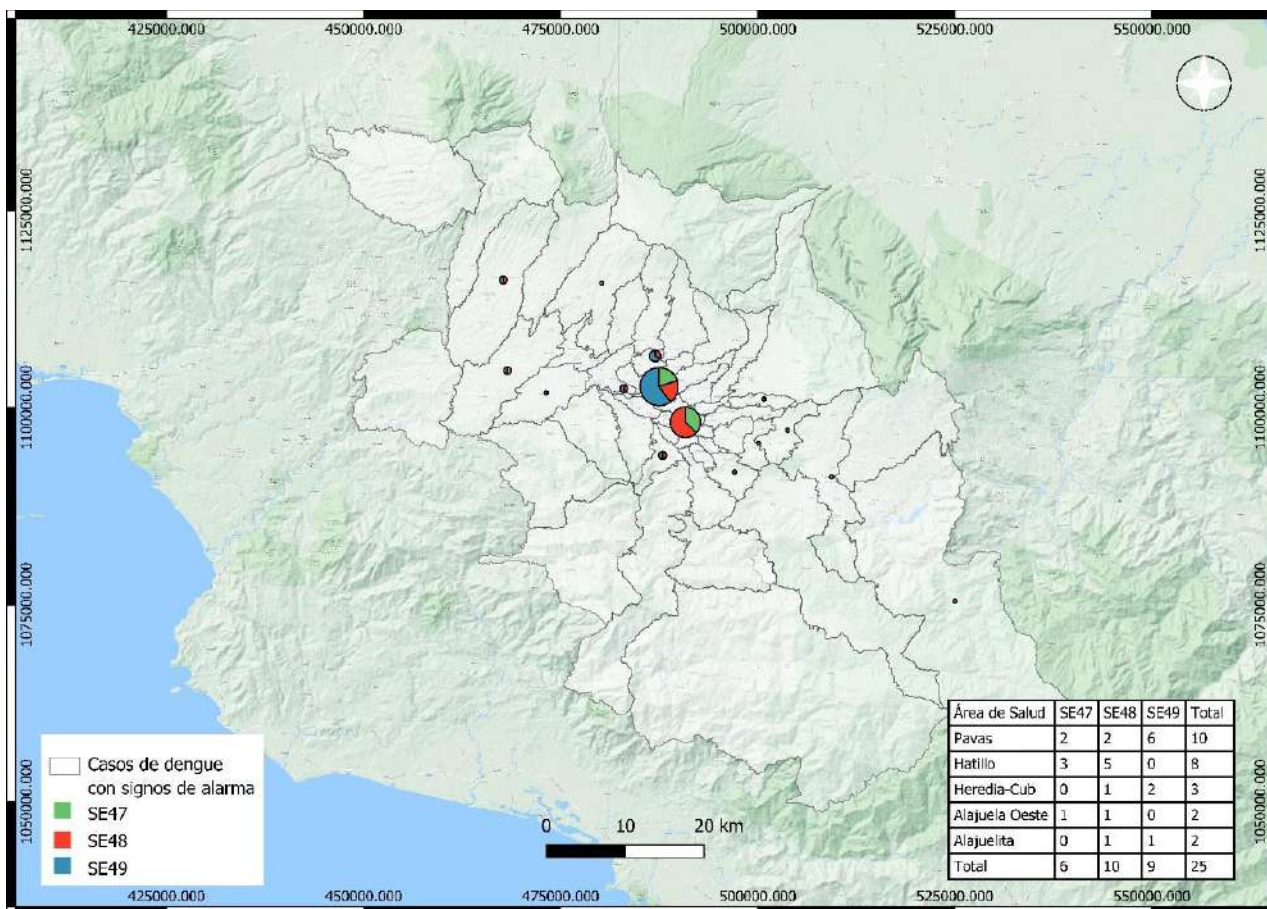 425000.000 450000.000 475000.000 500000.000 525000.000 550000.000
1125000.000 1125000.000
1100000.000 1100000.000
1075000.000 1075000.000
1050000.000 1050000.000
Casos de dengue
con signos de alarma
SE47
SE48
SE49
0 10 20 km
Área de Salud SE47 SE48 SE49 Total
Pavas 2 2 6 10
Hatillo 3 5 0 8
Heredia-Cub 0 1 2 3
Alajuela Oeste 1 1 0 2
Alajuelita 0 1 1 2
Total 6 10 9 25
425000.000 450000.000 475000.000 500000.000 525000.000 550000.000